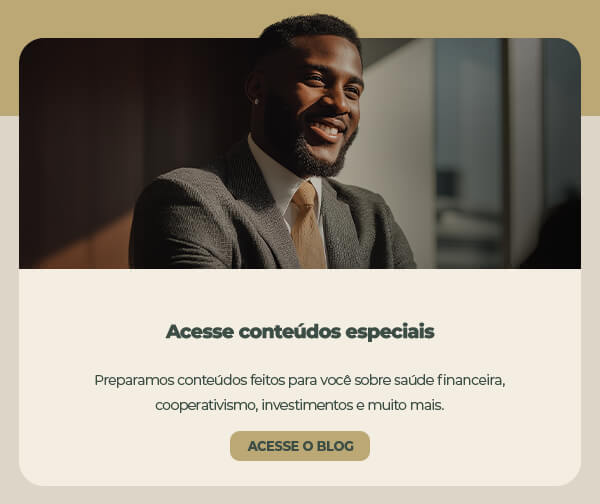 Acesse conteúdos especiais
Preparamos conteúdos feitos para você sobre saúde financeira,
cooperativismo, investimentos e muito mais.
ACESSE O BLOG